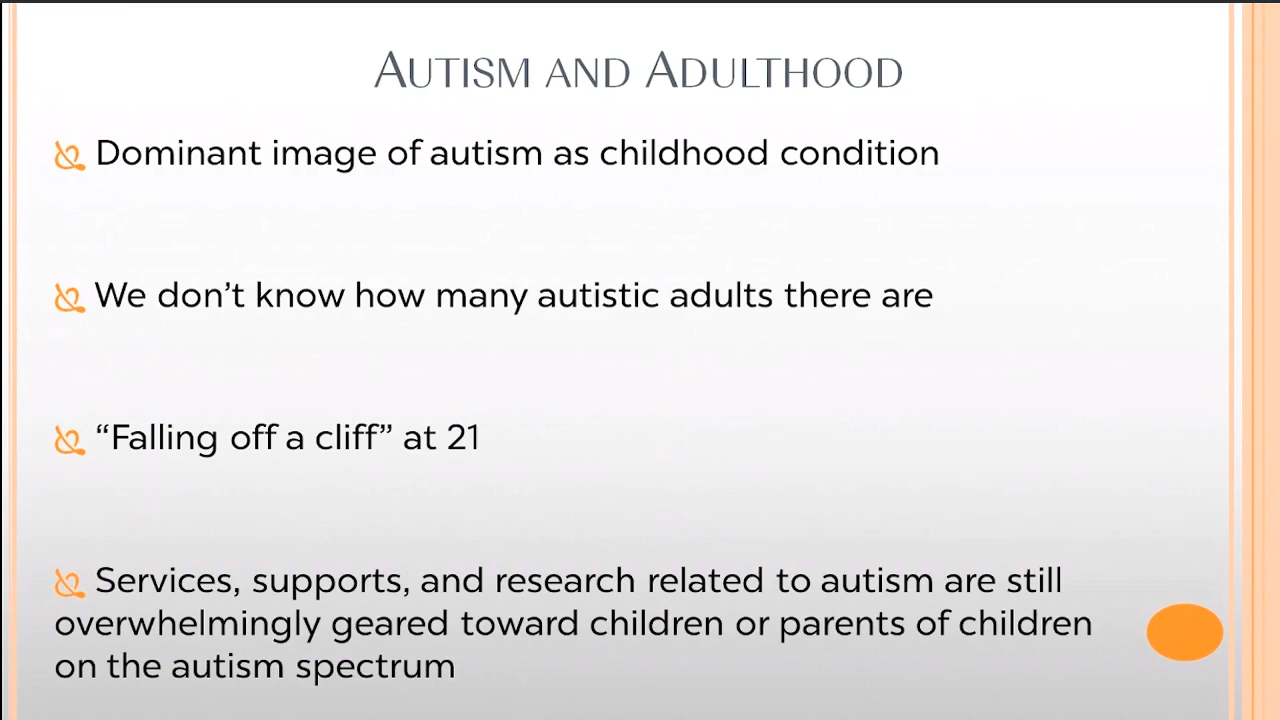 Autism and Adulthood
Dominant image of autism as childhood condition
We don’t know how many autistic adults there are
“Falling off a cliff” at 21
Services, supports, and research related to autism are still
overwhelmingly geared toward children or parents of children
on the autism spectrum